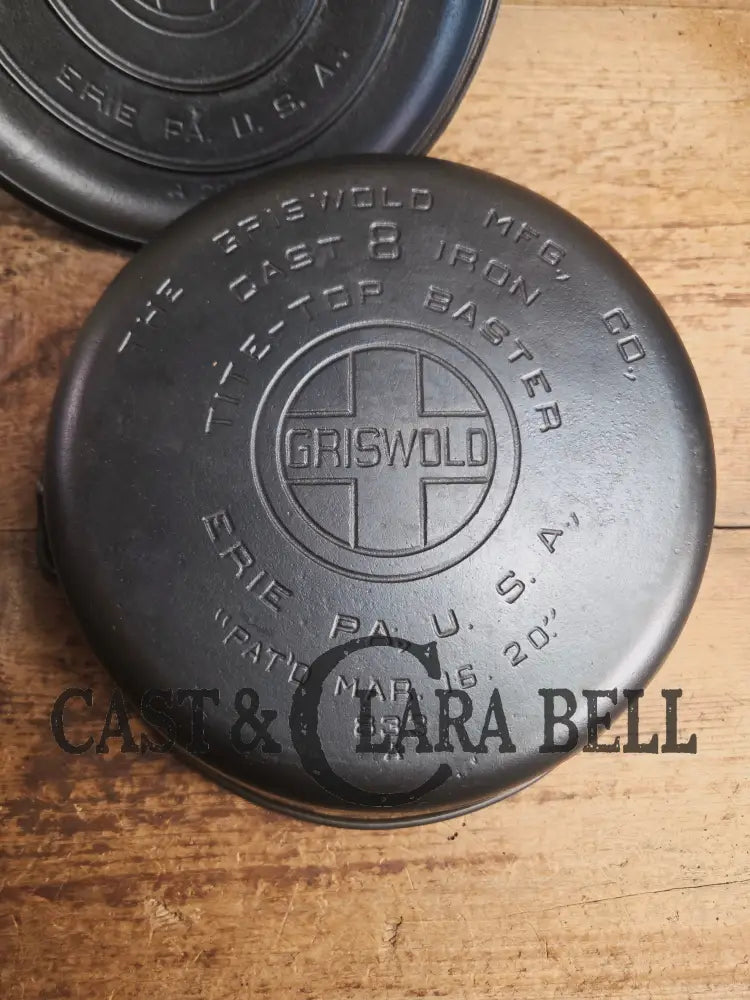 ERIE PA. U. S. A.,
THE GRISWOLD MFG, CO,
CAST 8 IRON
TITE-TOP BASTER
GRISWOLD
ERIE PA, U. S. A,
"PAT'D MAR. 16. 20."
CAST & CLARA BELL